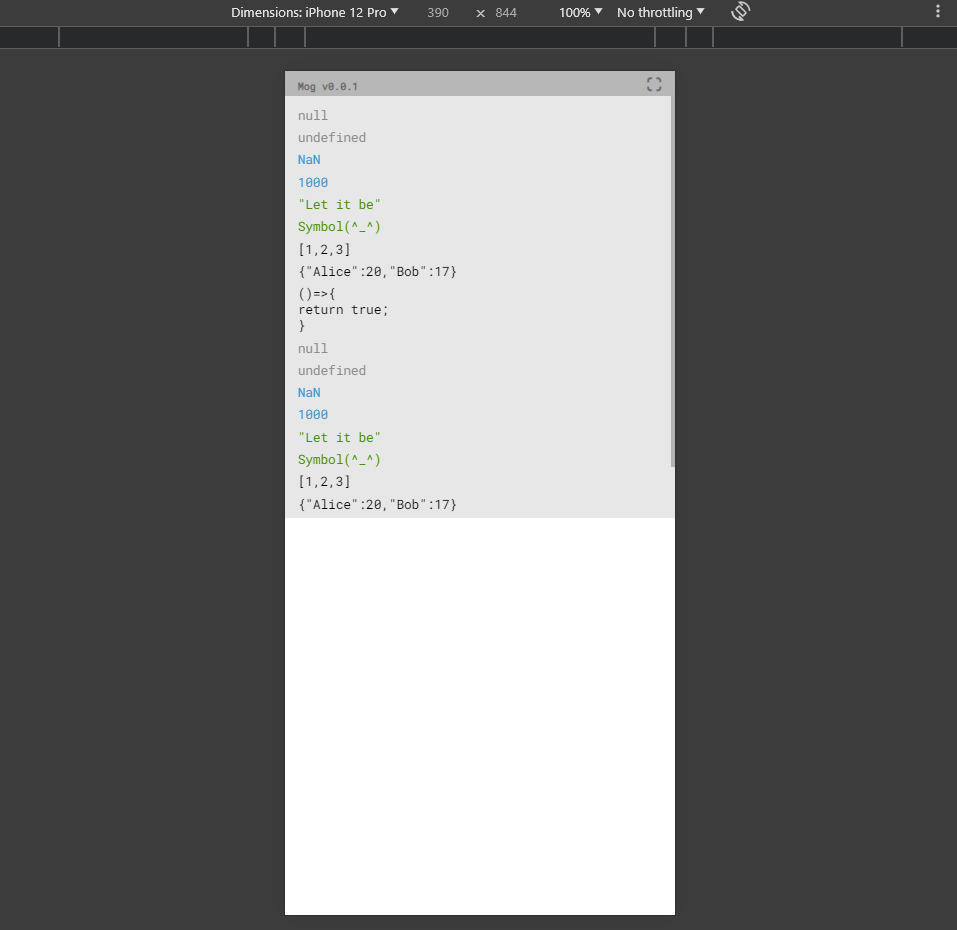 Dimensions: iPhone 12 Pro 390 × 844 100% No throttling
Mog v0.0.1
null
undefined
NaN
1000
"Let it be"
Symbol(^_^)
[1,2,3]
{"Alice":20,"Bob":17}
()=>{
return true;
}
null
undefined
NaN
1000
"Let it be"
Symbol(^_^)
[1,2,3]
{"Alice":20,"Bob":17}